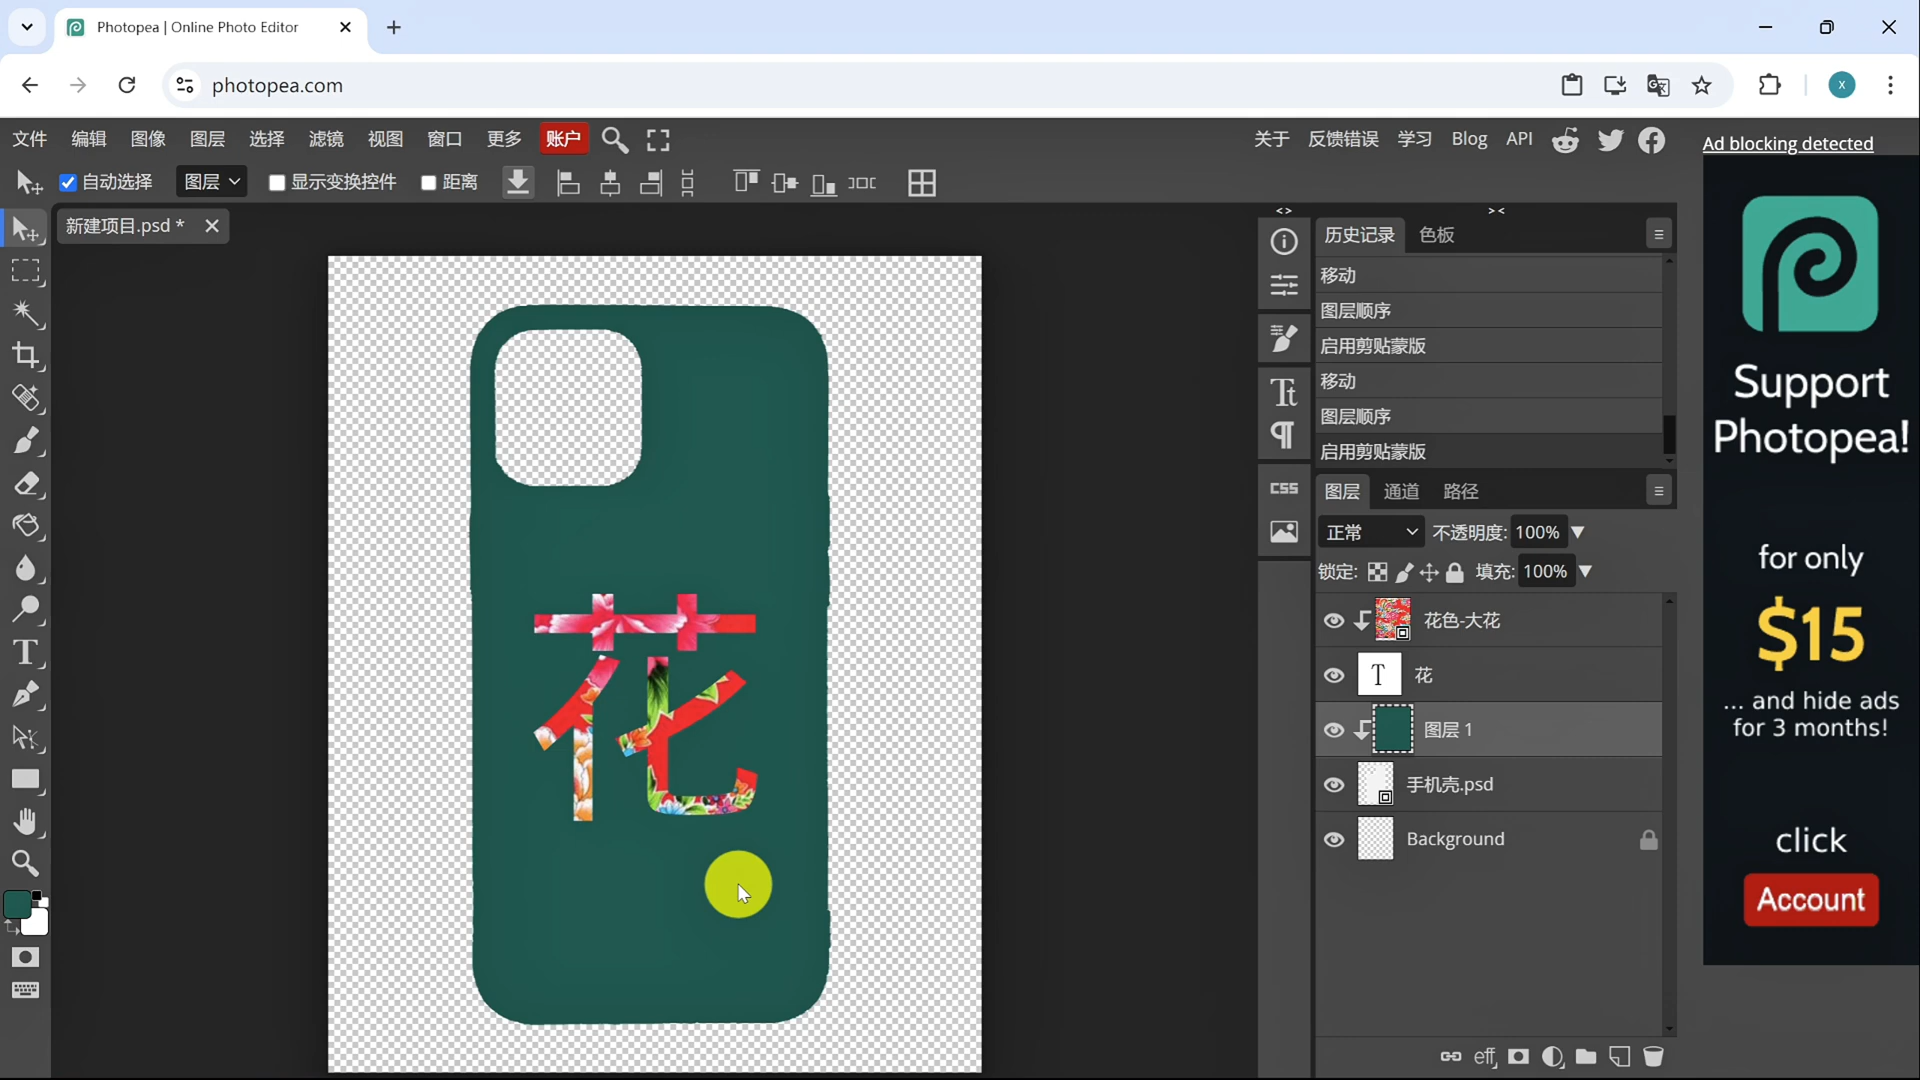 Photopea | Online Photo Editor
photopea.com
X
文件 编辑 图像 图层 选择 滤镜 视图 窗口 更多 账户
关于 反馈错误 学习 Blog API
自动选择 图层 显示变换控件 距离
新建项目.psd *
花
CSS
历史记录 色板
移动
图层顺序
启用剪贴蒙版
移动
图层顺序
启用剪贴蒙版
图层 通道 路径
正常 不透明度: 100%
锁定: 填充: 100%
花色-大花
T 花
图层 1
手机壳.psd
Background
eff
Ad blocking detected
Support
Photopea!
for only
$15
... and hide ads
for 3 months!
click
Account